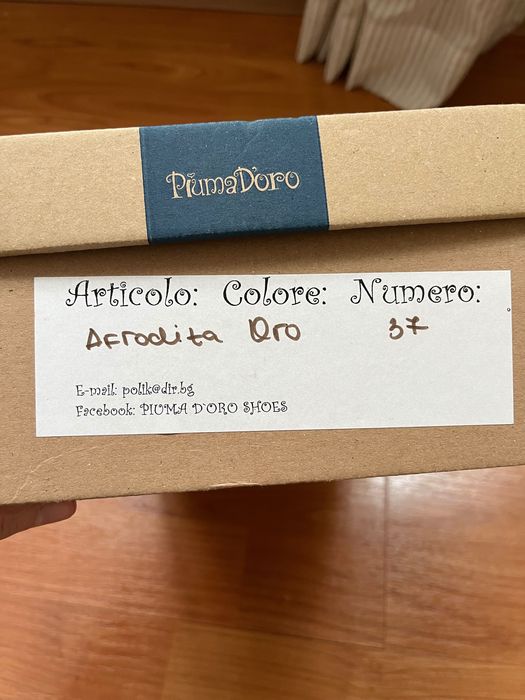 PiumaD'oro
Articolo: Colore: Numero:
Afrodita Oro 37
E-mail: polik@dir.bg
Facebook: PIUMA D`ORO SHOES